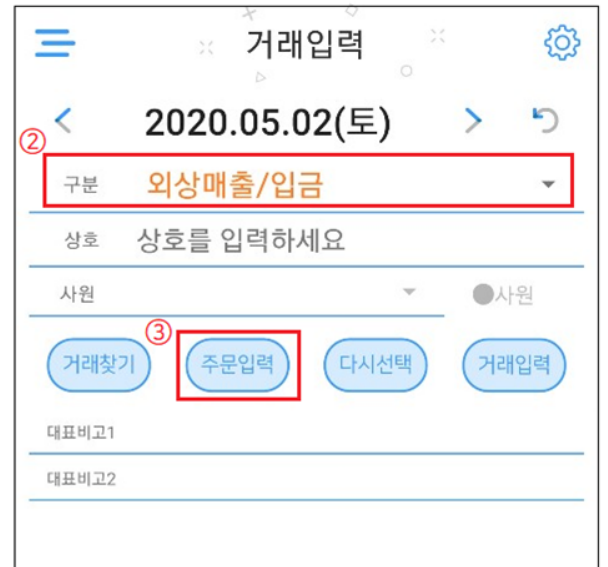 거래입력
2020.05.02(토)
②
구분 외상매출/입금
상호 상호를 입력하세요
사원 사원
③
거래찾기 주문입력 다시선택 거래입력
대표비고1
대표비고2